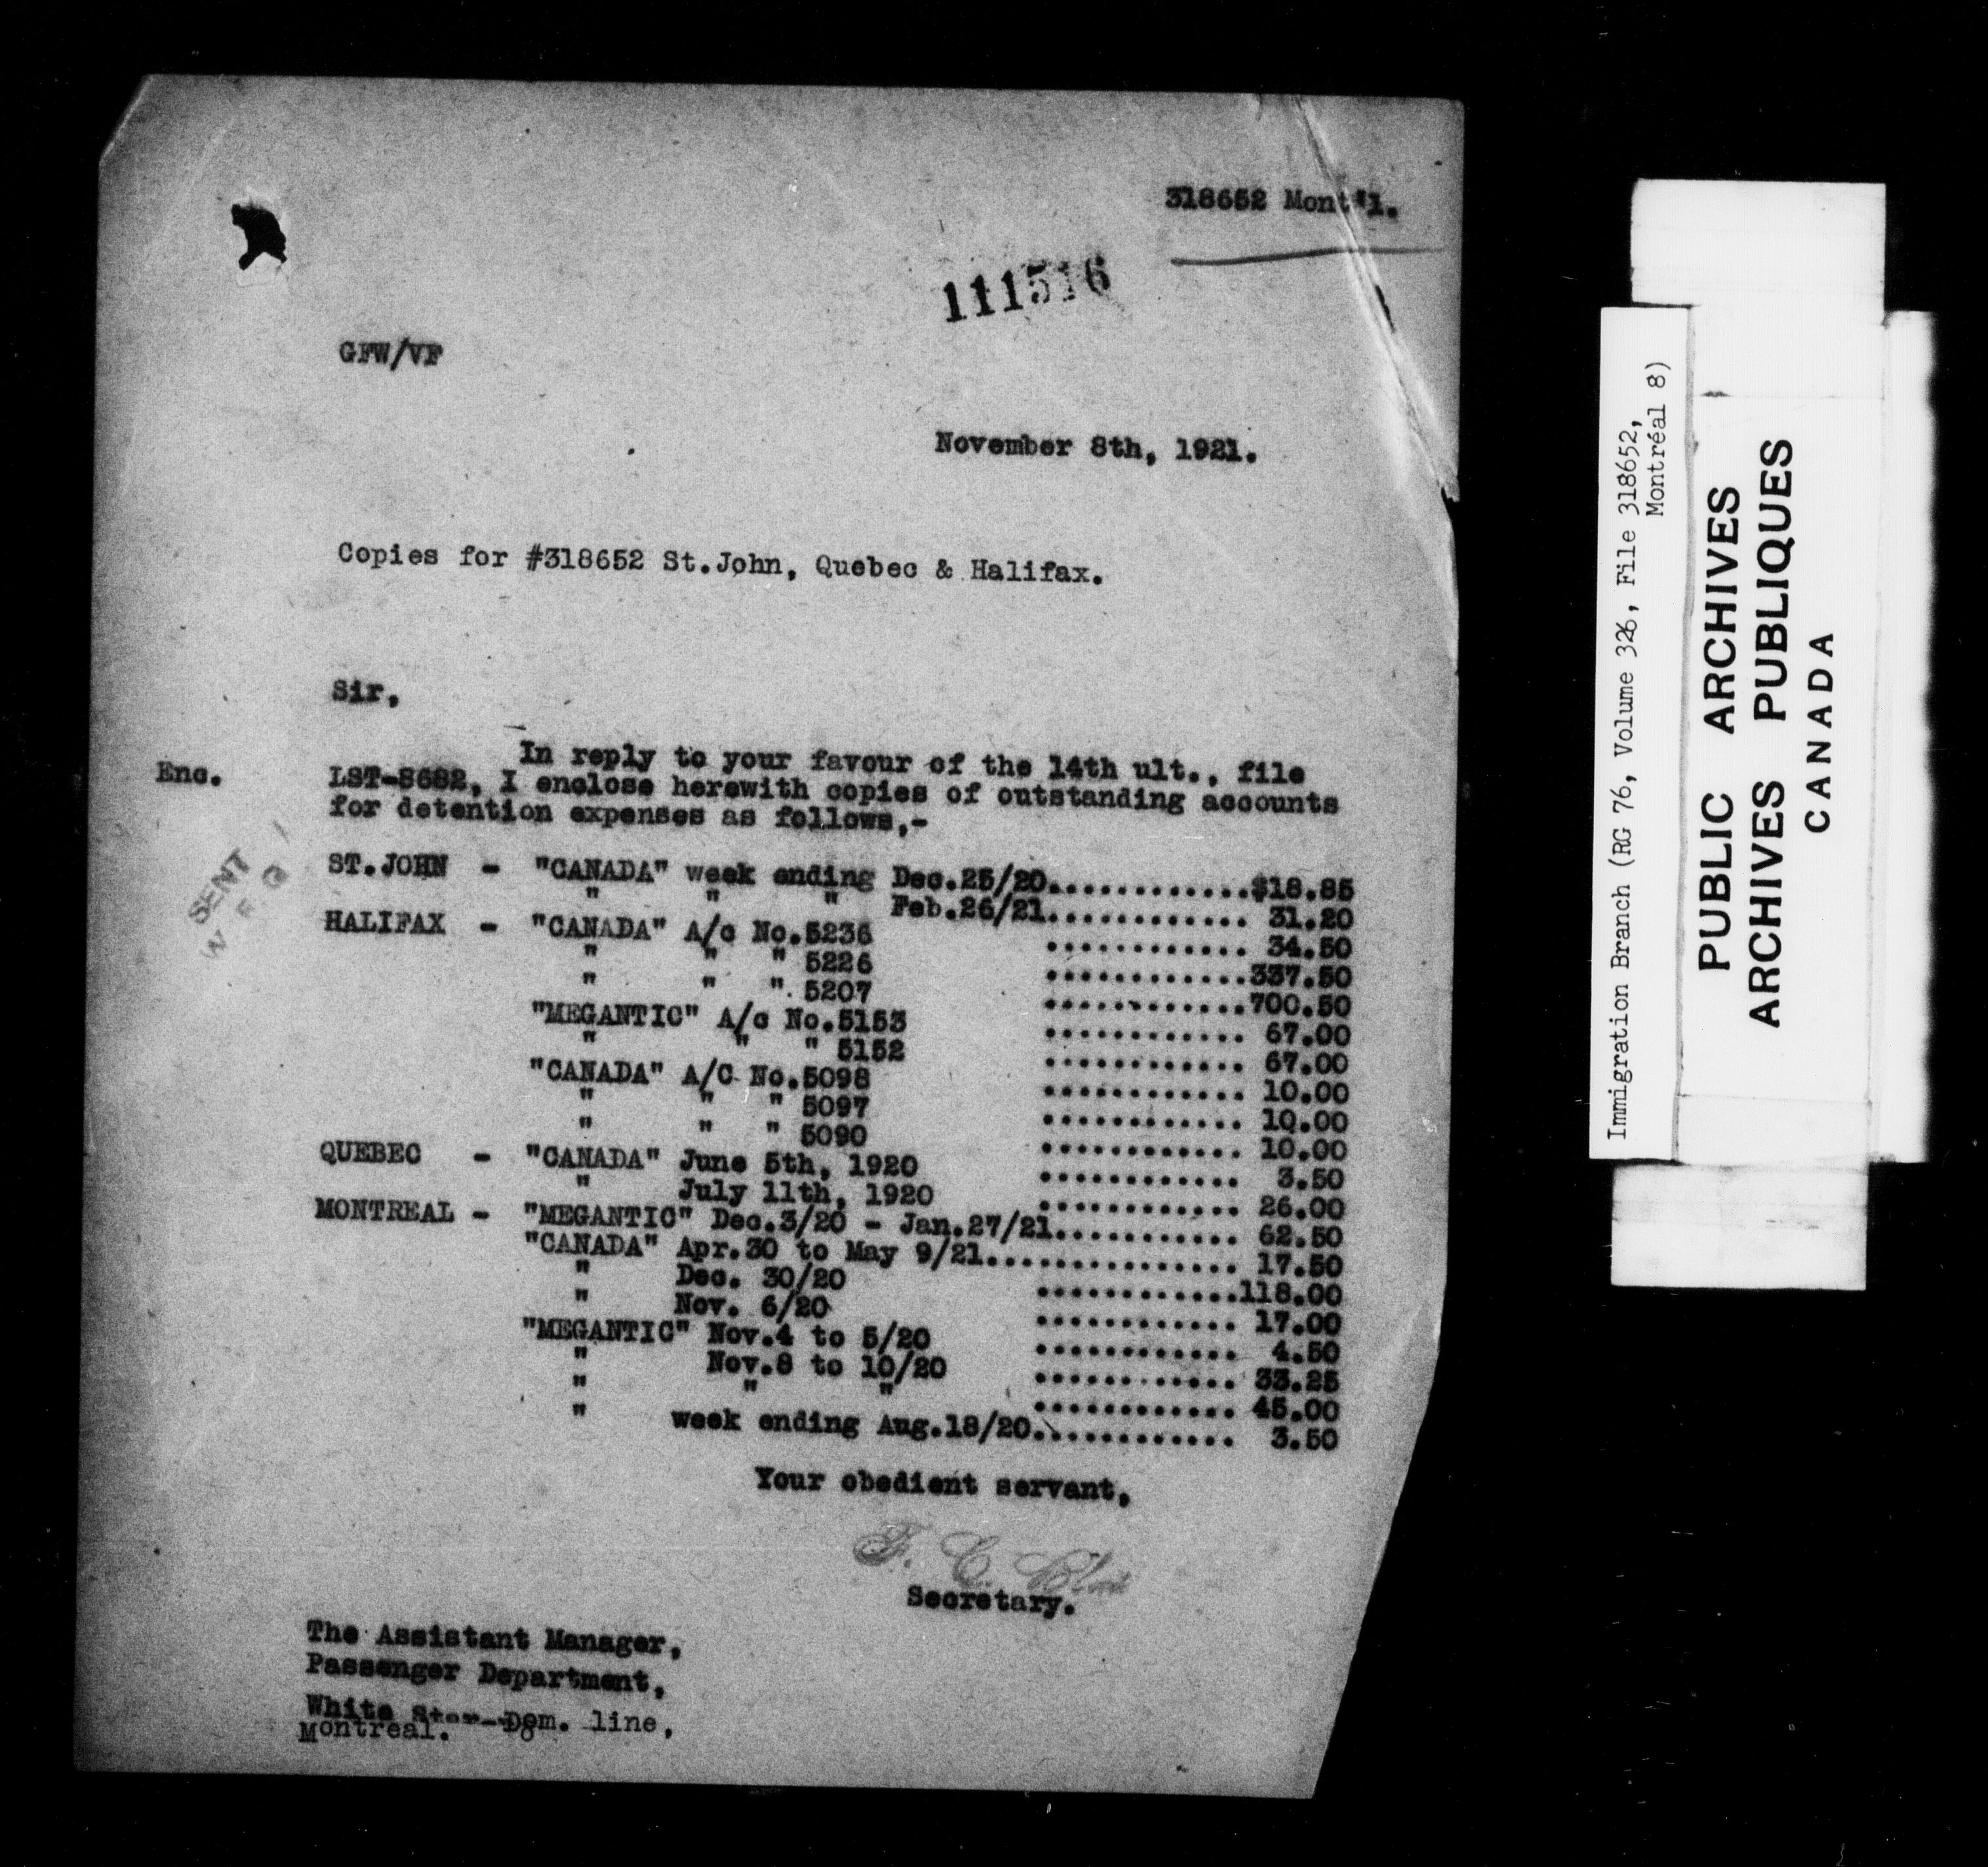 318652 Mont'l.
111516
GFW/VF
November 8th, 1921.
Copies for #318652 St.John, Quebec & Halifax.
Sir,
In reply to your favour of the 14th ult., file
Enc. LST-8682, I enclose herewith copies of outstanding accounts
for detention expenses as follows,-
SENT
ST.JOHN - "CANADA" week ending Dec.25/20............$18.85
" " " Feb.26/21............ 31.20
HALIFAX - "CANADA" A/c No.5236 ............ 34.50
" " " 5226 ............337.50
" " " 5207 ............700.50
"MEGANTIC" A/c No.5153 ............ 67.00
" " " 5152 ............ 67.00
"CANADA" A/C No.5098 ............ 10.00
" " " 5097 ............ 10.00
" " " 5090 ............ 10.00
QUEBEC - "CANADA" June 5th, 1920 ............ 3.50
" July 11th, 1920 ............ 26.00
MONTREAL - "MEGANTIC" Dec.3/20 - Jan.27/21............ 62.50
"CANADA" Apr.30 to May 9/21................ 17.50
" Dec. 30/20 ............118.00
" Nov. 6/20 ............ 17.00
"MEGANTIC" Nov.4 to 5/20 ............ 4.50
" Nov.8 to 10/20 ............ 33.25
" " " ............ 45.00
" week ending Aug.18/20............. 3.50
Your obedient servant,
F. C. Blair
Secretary.
The Assistant Manager,
Passenger Department,
White Star-Dom. line,
Montreal.
Immigration Branch (RG 76, Volume 326, File 318652,
Montréal 8)
PUBLIC ARCHIVES
ARCHIVES PUBLIQUES
CANADA